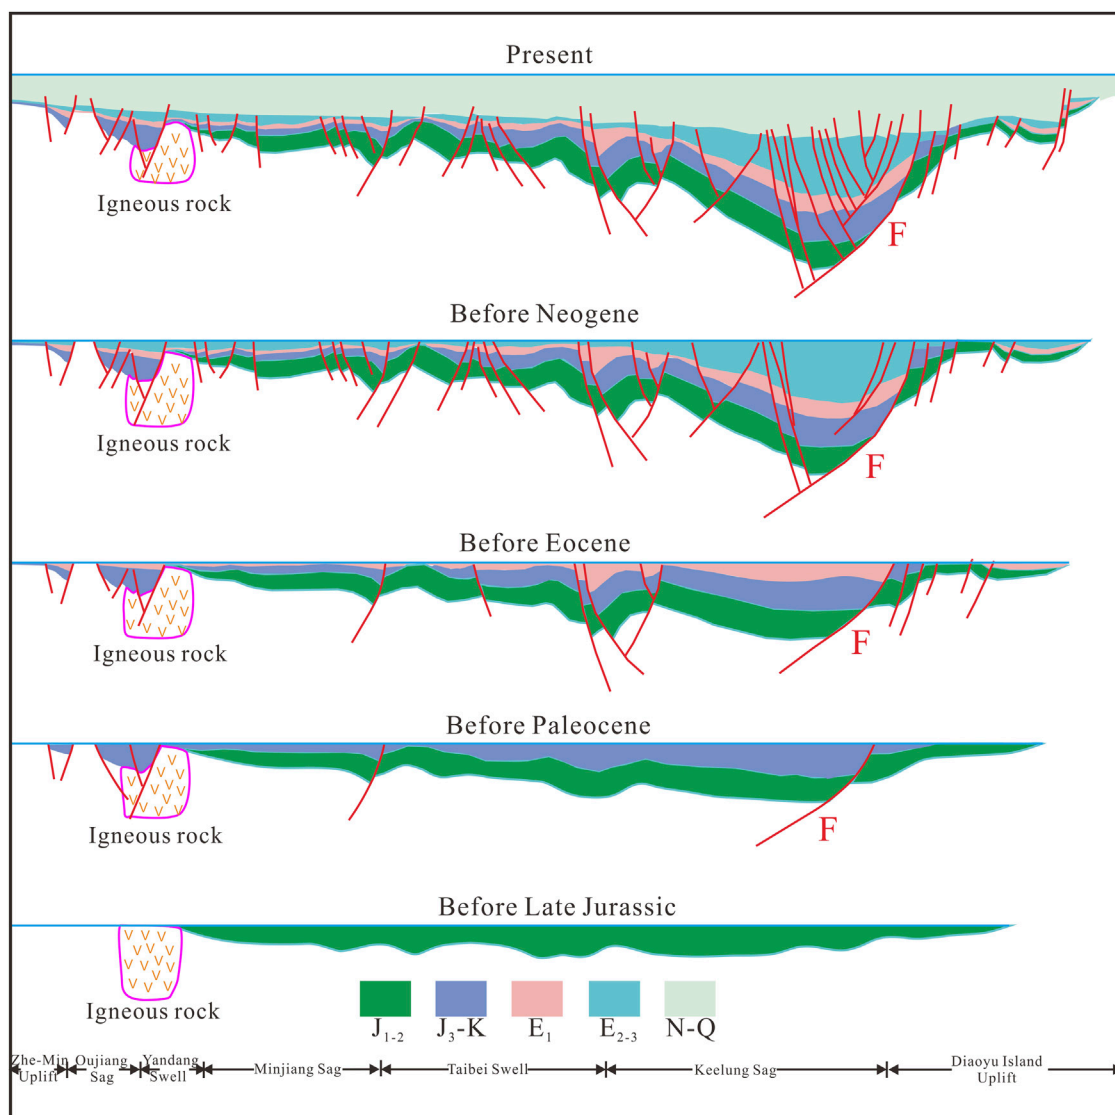 Present
Igneous rock
F
Before Neogene
Igneous rock
F
Before Eocene
Igneous rock
F
Before Paleocene
Igneous rock
F
Before Late Jurassic
Igneous rock
J1-2 J3-K E1 E2-3 N-Q
Zhe-Min Uplift
Oujiang Sag
Yandang Swell
Minjiang Sag
Taibei Swell
Keelung Sag
Diaoyu Island Uplift